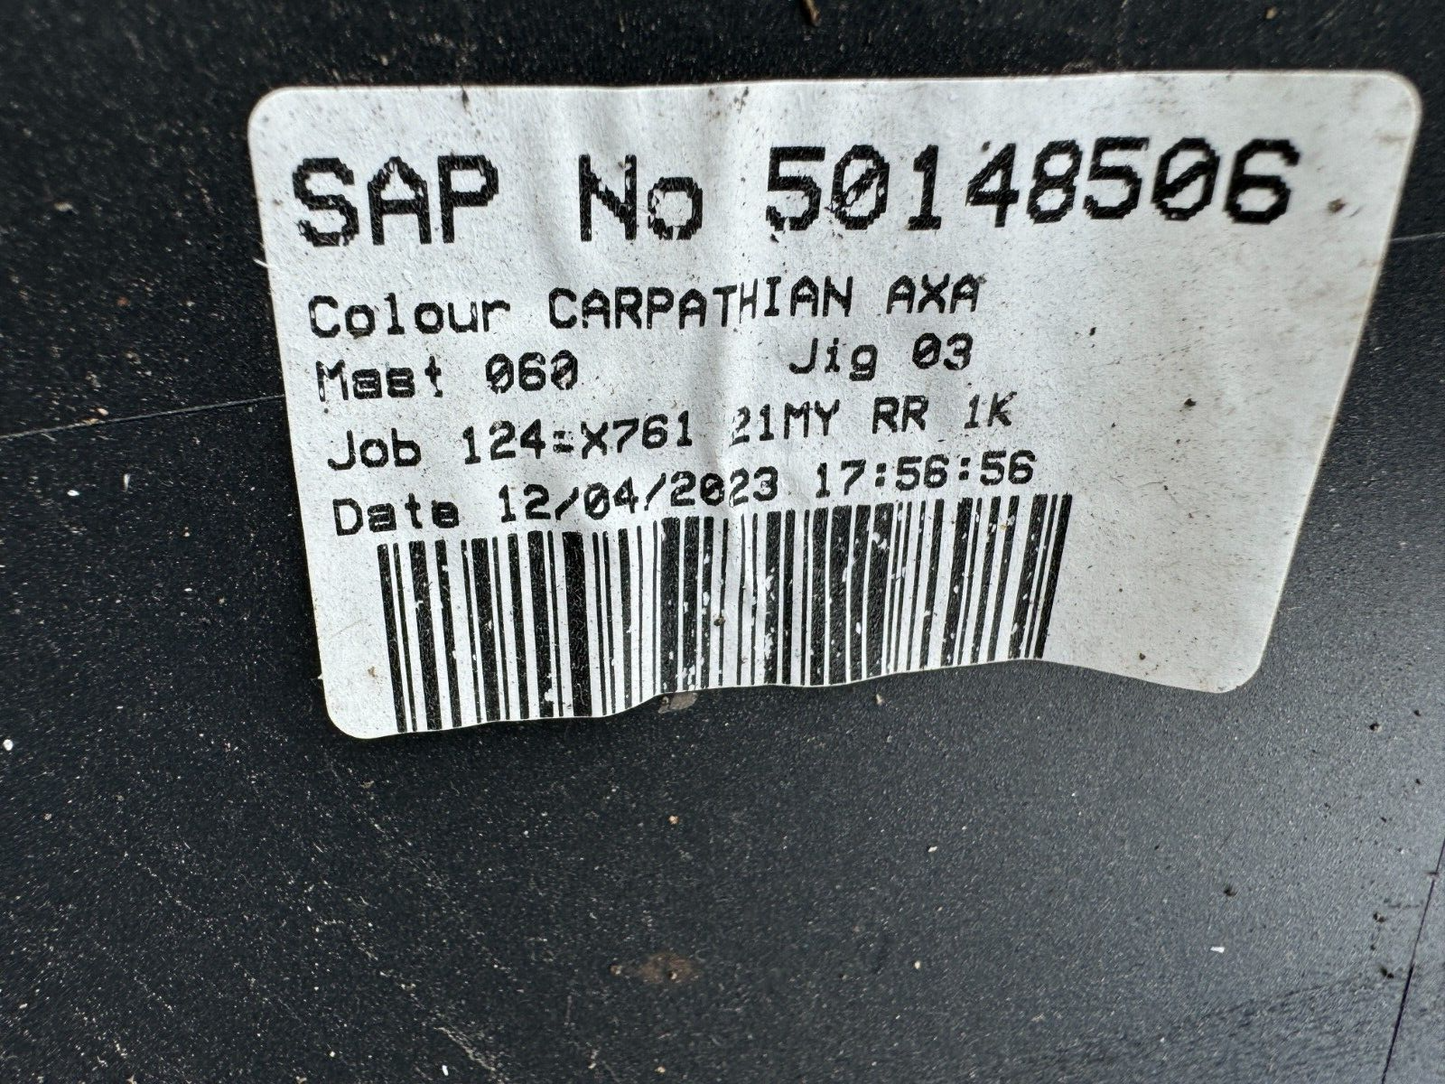 SAP No 50148506
Colour CARPATHIAN AXA
Mast 060 Jig 03
Job 124=X761 21MY RR 1K
Date 12/04/2023 17:56:56